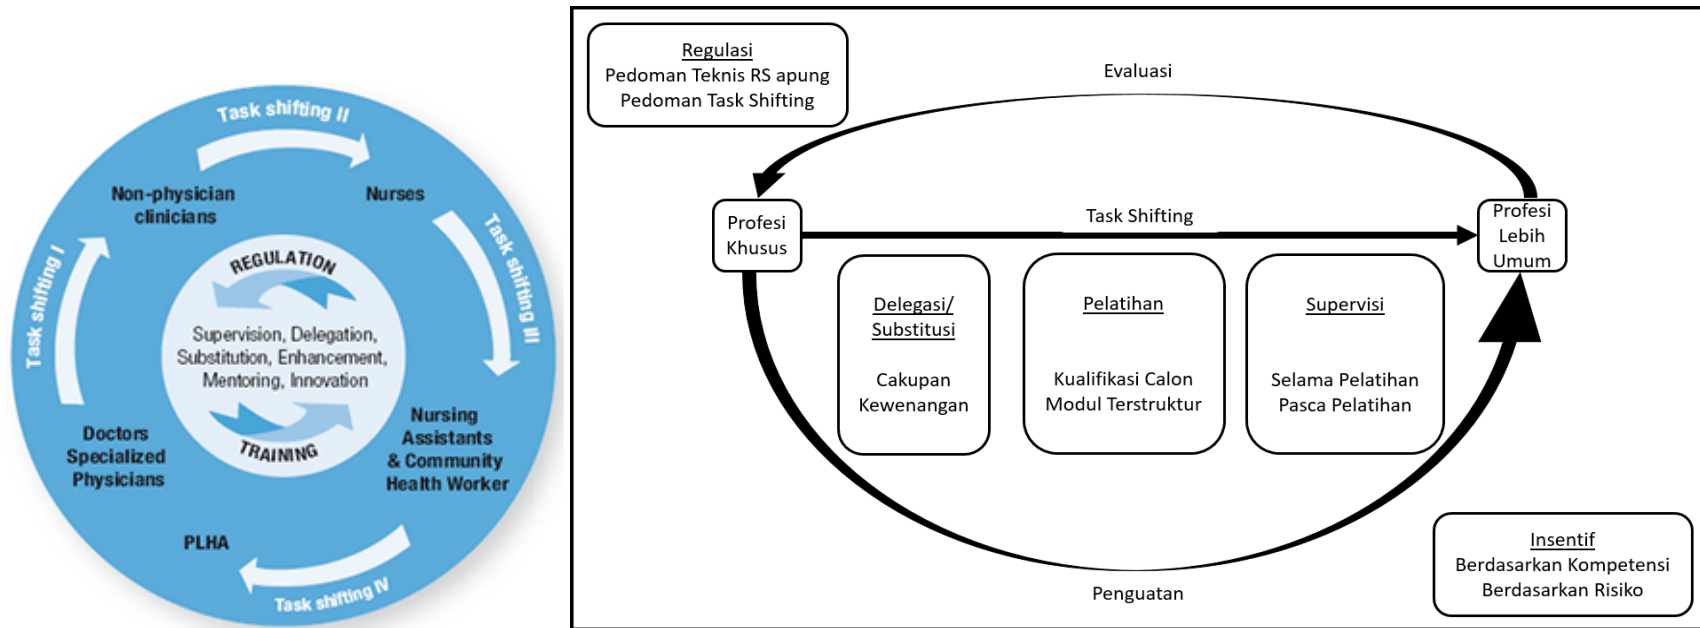 Task shifting II
Non-physician
clinicians
Nurses
Task shifting I
Task shifting III
REGULATION
Supervision, Delegation,
Substitution, Enhancement,
Mentoring, Innovation
TRAINING
Doctors
Specialized
Physicians
Nursing
Assistants
& Community
Health Worker
PLHA
Task shifting IV
Regulasi
Pedoman Teknis RS apung
Pedoman Task Shifting
Evaluasi
Profesi
Khusus
Task Shifting
Profesi
Lebih
Umum
Delegasi/
Substitusi
Cakupan
Kewenangan
Pelatihan
Kualifikasi Calon
Modul Terstruktur
Supervisi
Selama Pelatihan
Pasca Pelatihan
Penguatan
Insentif
Berdasarkan Kompetensi
Berdasarkan Risiko